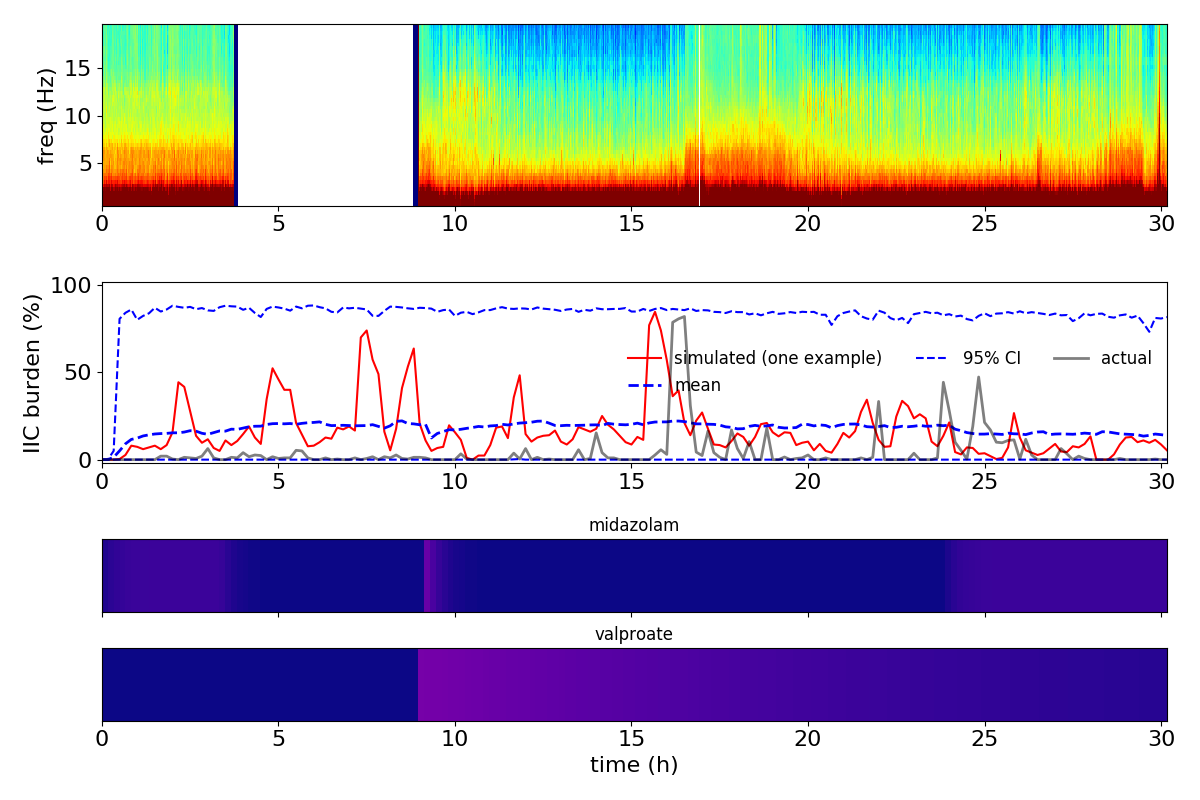 freq (Hz)
15
10
5
0 5 10 15 20 25 30
IIC burden (%)
100
50
0
simulated (one example) 95% CI actual
mean
0 5 10 15 20 25 30
midazolam
valproate
0 5 10 15 20 25 30
time (h)